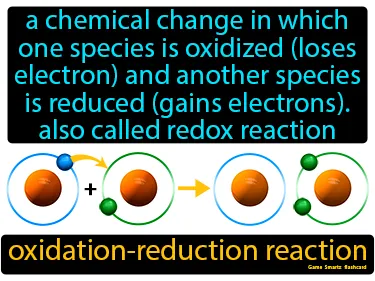 a chemical change in which
one species is oxidized (loses
electron) and another species
is reduced (gains electrons).
also called redox reaction
+
oxidation-reduction reaction
Game Smartz flashcard